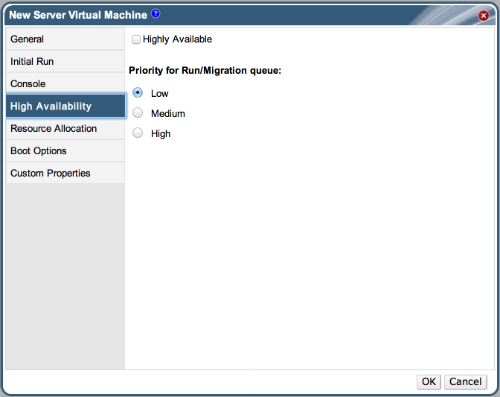 New Server Virtual Machine ?
General
Initial Run
Console
High Availability
Resource Allocation
Boot Options
Custom Properties
Highly Available
Priority for Run/Migration queue:
Low
Medium
High
OK Cancel